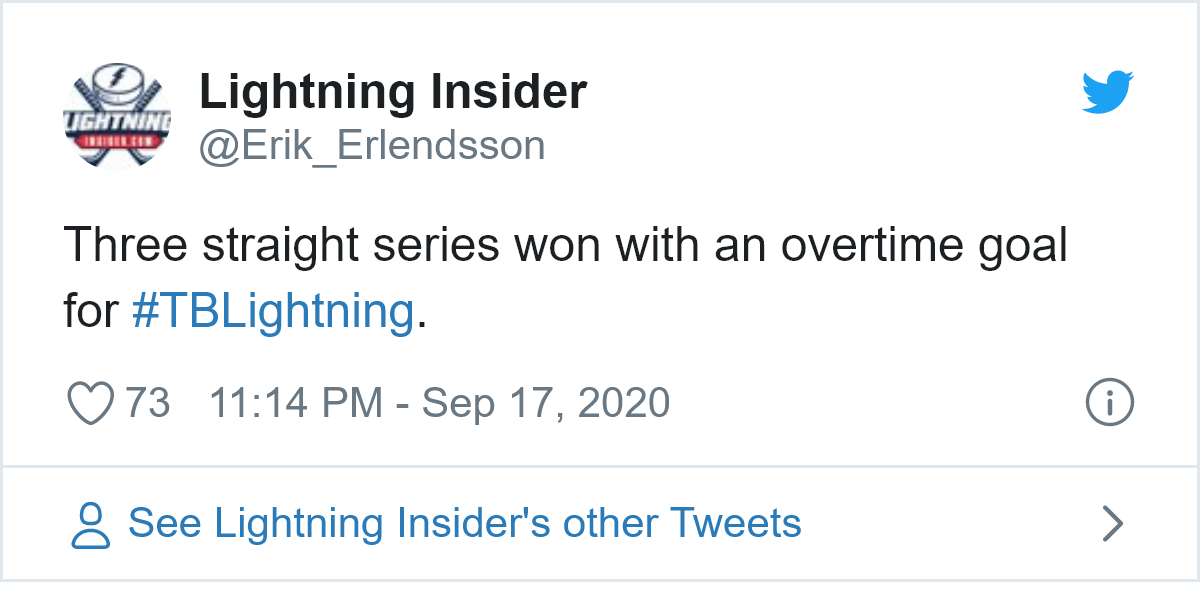 LIGHTNING
INSIDER.COM
Lightning Insider
@Erik_Erlendsson
Three straight series won with an overtime goal
for #TBLightning.
73 11:14 PM - Sep 17, 2020
See Lightning Insider's other Tweets